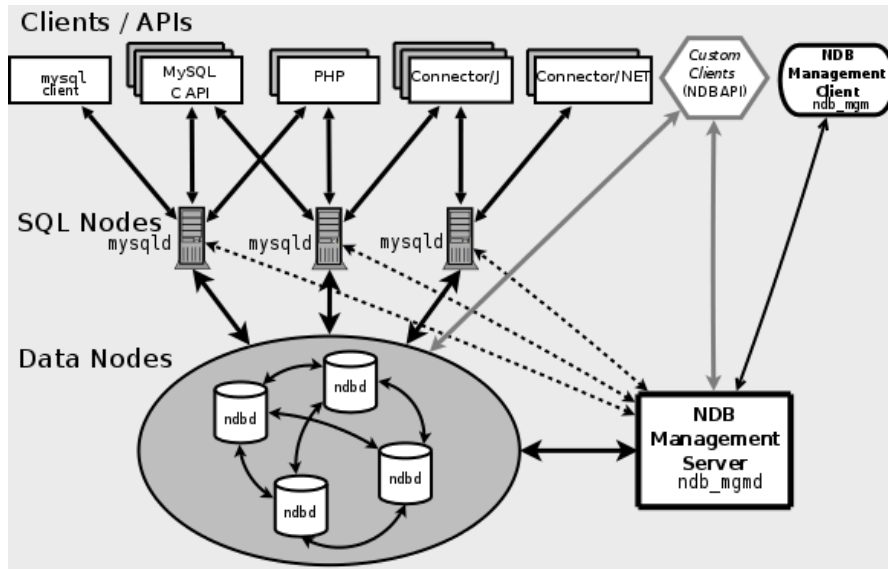 Clients / APIs
mysql
client
MySQL
C API
PHP
Connector/J
Connector/NET
Custom
Clients
(NDBAPI)
NDB
Management
Client
ndb_mgm
SQL Nodes
mysqld
mysqld
mysqld
Data Nodes
ndbd
ndbd
ndbd
ndbd
NDB
Management
Server
ndb_mgmd